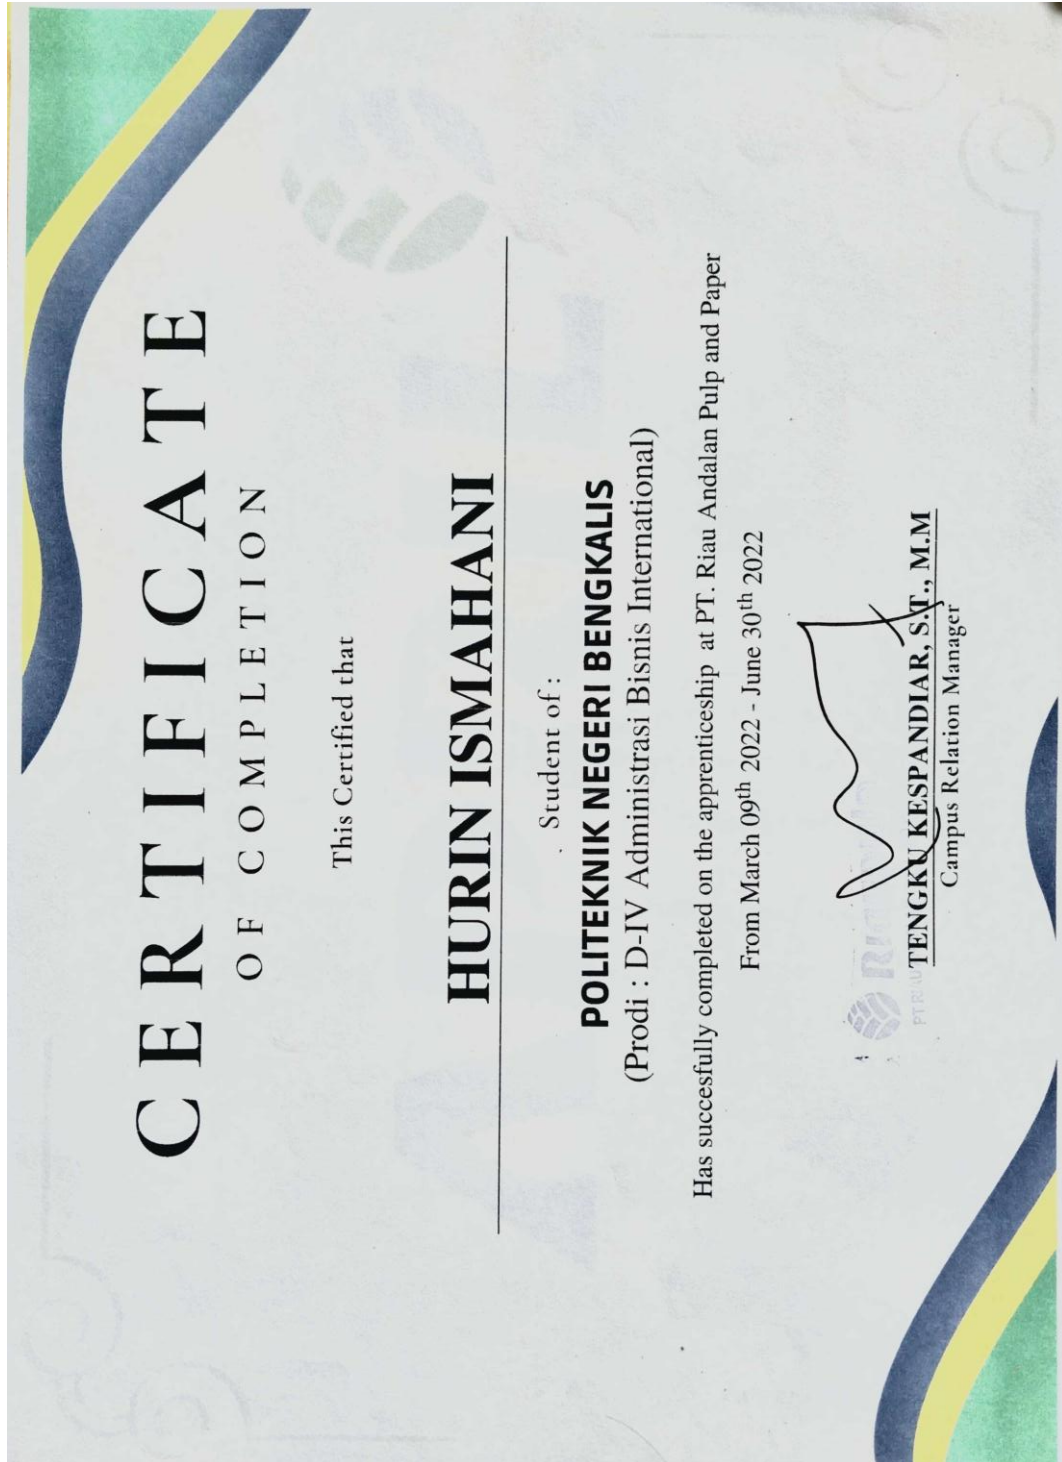 CERTIFICATE
OF COMPLETION
This Certified that
HURIN ISMAHANI
Student of :
POLITEKNIK NEGERI BENGKALIS
(Prodi : D-IV Administrasi Bisnis International)
Has succesfully completed on the apprenticeship at PT. Riau Andalan Pulp and Paper
From March 09th 2022 - June 30th 2022
TENGKU KESPANDIAR, S.T., M.M
Campus Relation Manager